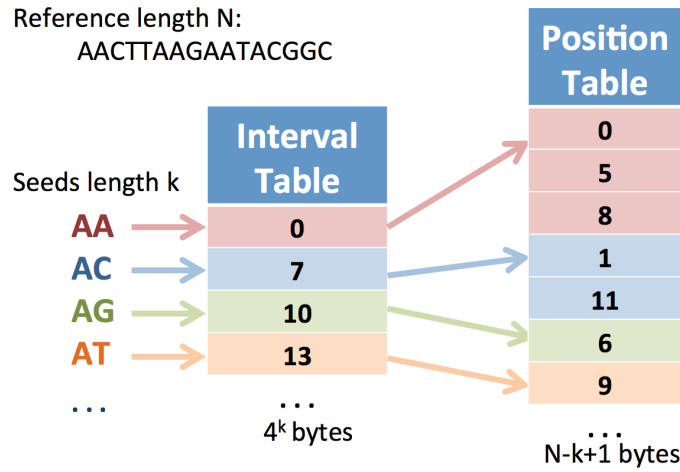 Reference length N:
AACTTAAGAATACGGC
Position
Table
Interval
Table
Seeds length k
AA
AC
AG
AT
...
0
7
10
13
...
4ᵏ bytes
0
5
8
1
11
6
9
...
N-k+1 bytes